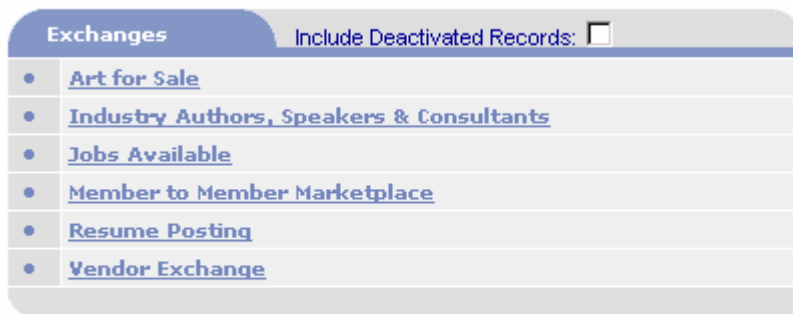 Exchanges Include Deactivated Records:
Art for Sale
Industry Authors, Speakers & Consultants
Jobs Available
Member to Member Marketplace
Resume Posting
Vendor Exchange